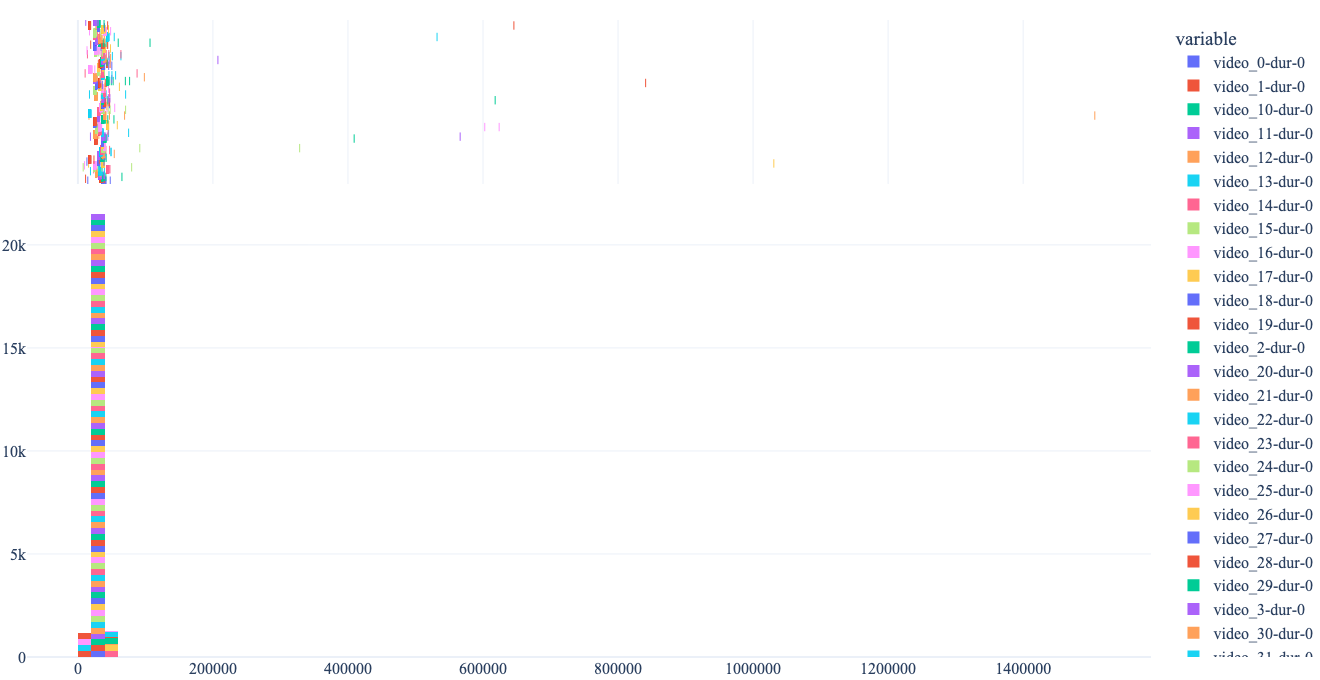 variable
video_0-dur-0
video_1-dur-0
video_10-dur-0
video_11-dur-0
video_12-dur-0
video_13-dur-0
video_14-dur-0
video_15-dur-0
video_16-dur-0
video_17-dur-0
video_18-dur-0
video_19-dur-0
video_2-dur-0
video_20-dur-0
video_21-dur-0
video_22-dur-0
video_23-dur-0
video_24-dur-0
video_25-dur-0
video_26-dur-0
video_27-dur-0
video_28-dur-0
video_29-dur-0
video_3-dur-0
video_30-dur-0
video_31-dur-0
20k
15k
10k
5k
0
0 200000 400000 600000 800000 1000000 1200000 1400000